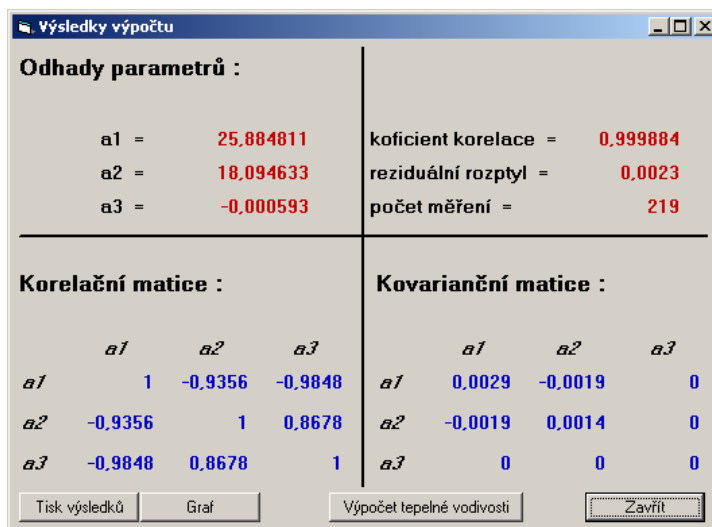 Výsledky výpočtu
Odhady parametrů :
a1 = 25,884811
a2 = 18,094633
a3 = -0,000593
koficient korelace = 0,999884
reziduální rozptyl = 0,0023
počet měření = 219
Korelační matice :
a1 a2 a3
a1 1 -0,9356 -0,9848
a2 -0,9356 1 0,8678
a3 -0,9848 0,8678 1
Kovarianční matice :
a1 a2 a3
a1 0,0029 -0,0019 0
a2 -0,0019 0,0014 0
a3 0 0 0
Tisk výsledků Graf Výpočet tepelné vodivosti Zavřít